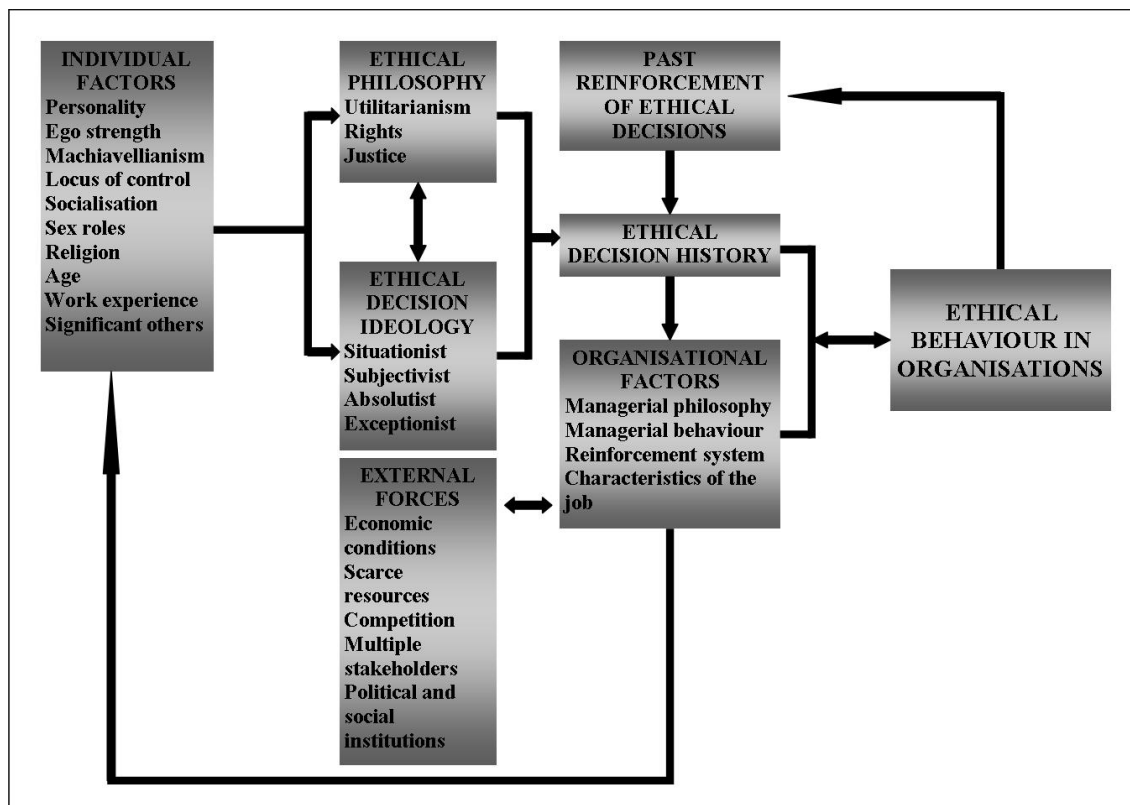 INDIVIDUAL
FACTORS
Personality
Ego strength
Machiavellianism
Locus of control
Socialisation
Sex roles
Religion
Age
Work experience
Significant others
ETHICAL
PHILOSOPHY
Utilitarianism
Rights
Justice
ETHICAL
DECISION
IDEOLOGY
Situationist
Subjectivist
Absolutist
Exceptionist
EXTERNAL
FORCES
Economic
conditions
Scarce
resources
Competition
Multiple
stakeholders
Political and
social
institutions
PAST
REINFORCEMENT
OF ETHICAL
DECISIONS
ETHICAL
DECISION HISTORY
ORGANISATIONAL
FACTORS
Managerial philosophy
Managerial behaviour
Reinforcement system
Characteristics of the
job
ETHICAL
BEHAVIOUR IN
ORGANISATIONS